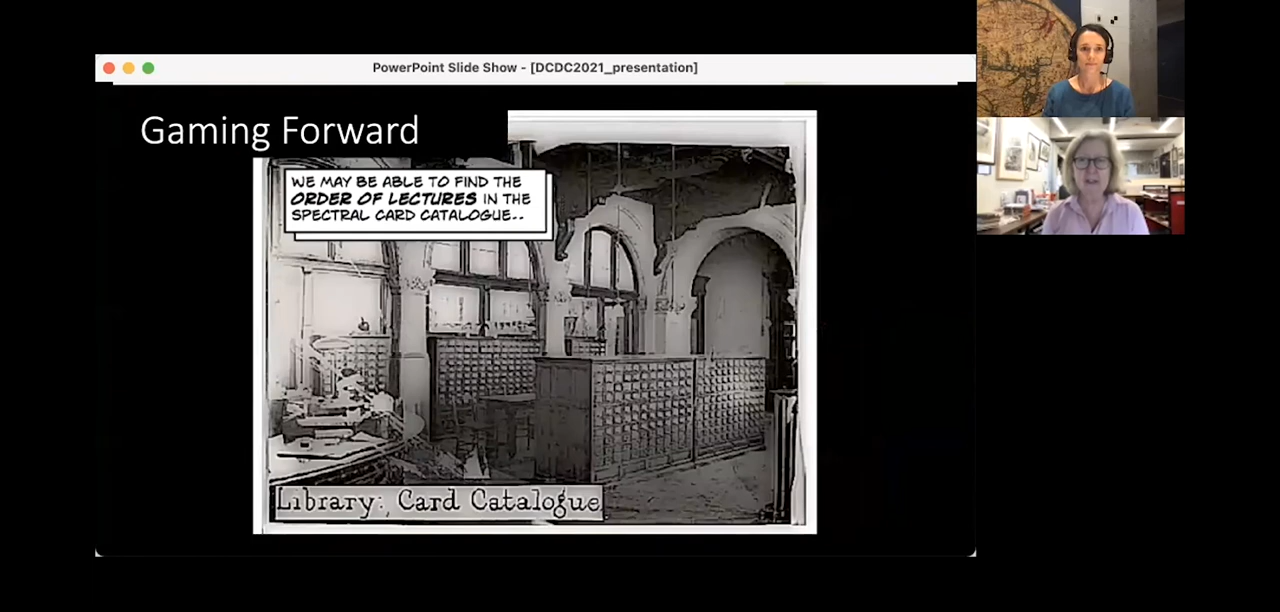 PowerPoint Slide Show - [DCDC2021_presentation]
Gaming Forward
WE MAY BE ABLE TO FIND THE
ORDER OF LECTURES IN THE
SPECTRAL CARD CATALOGUE..
Library: Card Catalogue